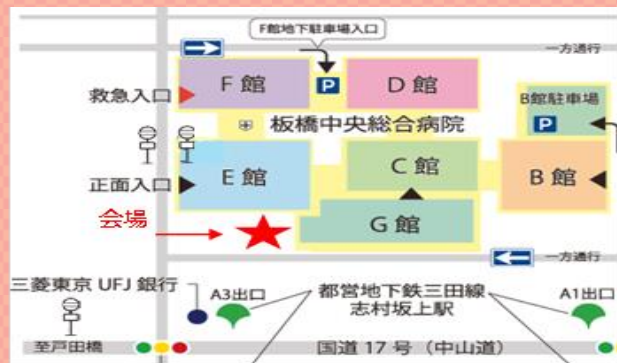 F館地下駐車場入口
一方通行
F 館
P
D 館
救急入口
B館駐車場
P
板橋中央総合病院
C 館
E 館
B 館
正面入口
会場
G 館
一方通行
三菱東京 UFJ 銀行
A3出口
都営地下鉄三田線
志村坂上駅
A1出口
至戸田橋
国道 17 号（中山道）